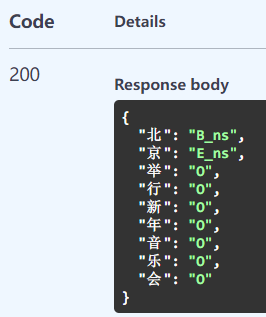 Code Details
200
Response body
{
"北": "B_ns",
"京": "E_ns",
"举": "O",
"行": "O",
"新": "O",
"年": "O",
"音": "O",
"乐": "O",
"会": "O"
}